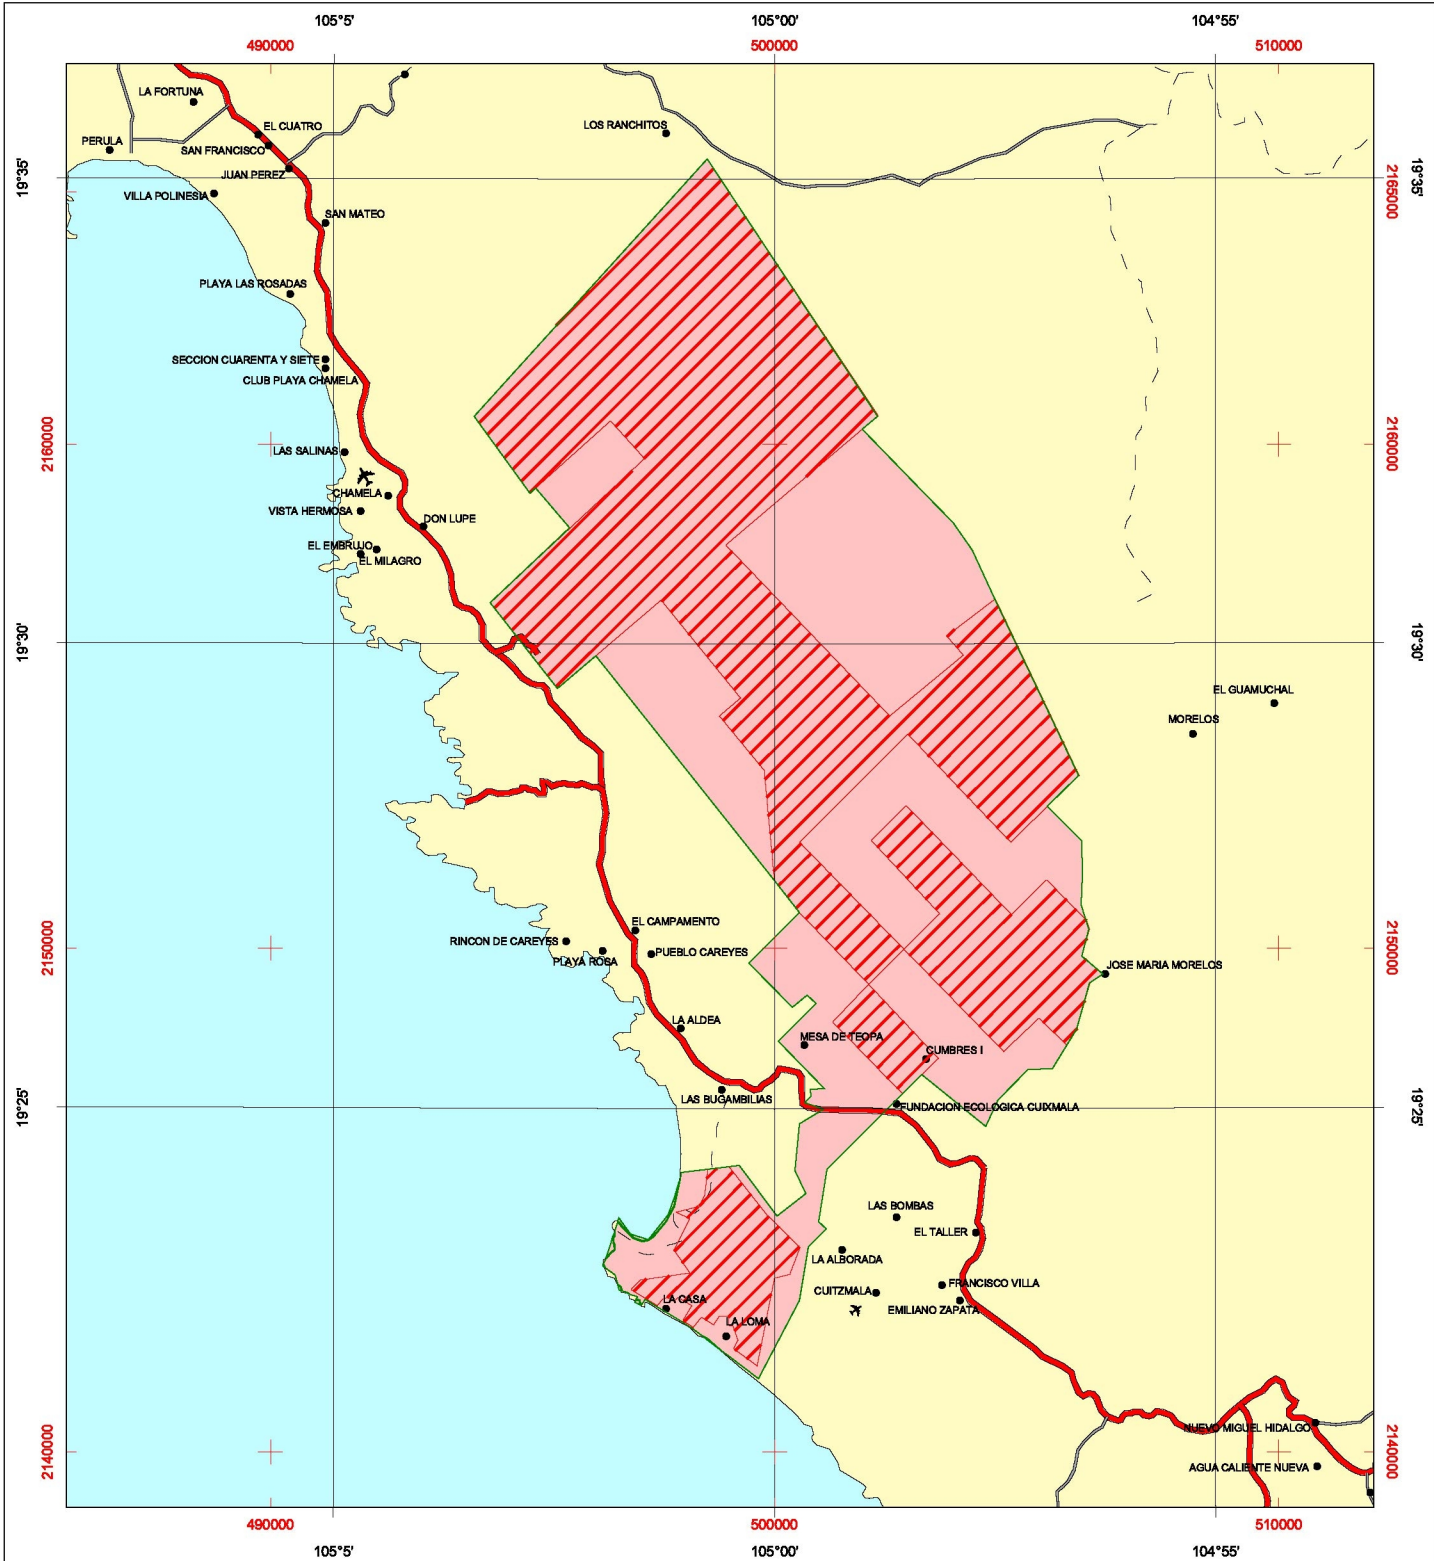 105°5' 105°00' 104°55'
490000 500000 510000
LA FORTUNA
EL CUATRO
LOS RANCHITOS
PERULA
SAN FRANCISCO
JUAN PEREZ
19°35' 19°35'
2165000 2165000
VILLA POLINESIA
SAN MATEO
PLAYA LAS ROSADAS
SECCION CUARENTA Y SIETE
CLUB PLAYA CHAMELA
2160000 2160000
LAS SALINAS
CHAMELA
VISTA HERMOSA
DON LUPE
EL EMBRUJO
EL MILAGRO
19°30' 19°30'
EL GUAMUCHAL
MORELOS
EL CAMPAMENTO
RINCON DE CAREYES
2150000 2150000
PUEBLO CAREYES
PLAYA ROSA
JOSE MARIA MORELOS
LA ALDEA
MESA DE TEOPA
CUMBRES I
LAS BUGAMBILIAS
FUNDACION ECOLOGICA CUIXMALA
19°25' 19°25'
LAS BOMBAS
EL TALLER
LA ALBORADA
FRANCISCO VILLA
CUITZMALA
LA CASA
EMILIANO ZAPATA
LA LOMA
NUEVO MIGUEL HIDALGO
2140000 2140000
AGUA CALIENTE NUEVA
490000 500000 510000
105°5' 105°00' 104°55'